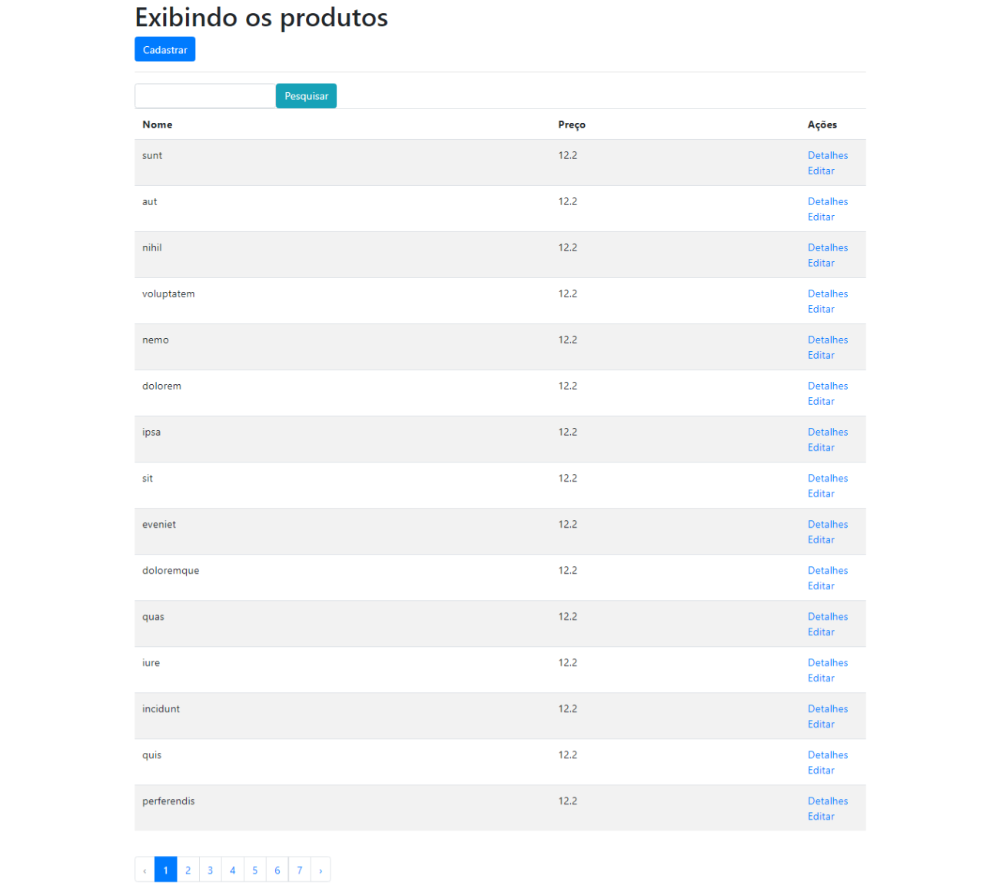 Exibindo os produtos
Cadastrar
Pesquisar
Nome Preço Ações
sunt 12.2 Detalhes
Editar
aut 12.2 Detalhes
Editar
nihil 12.2 Detalhes
Editar
voluptatem 12.2 Detalhes
Editar
nemo 12.2 Detalhes
Editar
dolorem 12.2 Detalhes
Editar
ipsa 12.2 Detalhes
Editar
sit 12.2 Detalhes
Editar
eveniet 12.2 Detalhes
Editar
doloremque 12.2 Detalhes
Editar
quas 12.2 Detalhes
Editar
iure 12.2 Detalhes
Editar
incidunt 12.2 Detalhes
Editar
quis 12.2 Detalhes
Editar
perferendis 12.2 Detalhes
Editar
‹ 1 2 3 4 5 6 7 ›